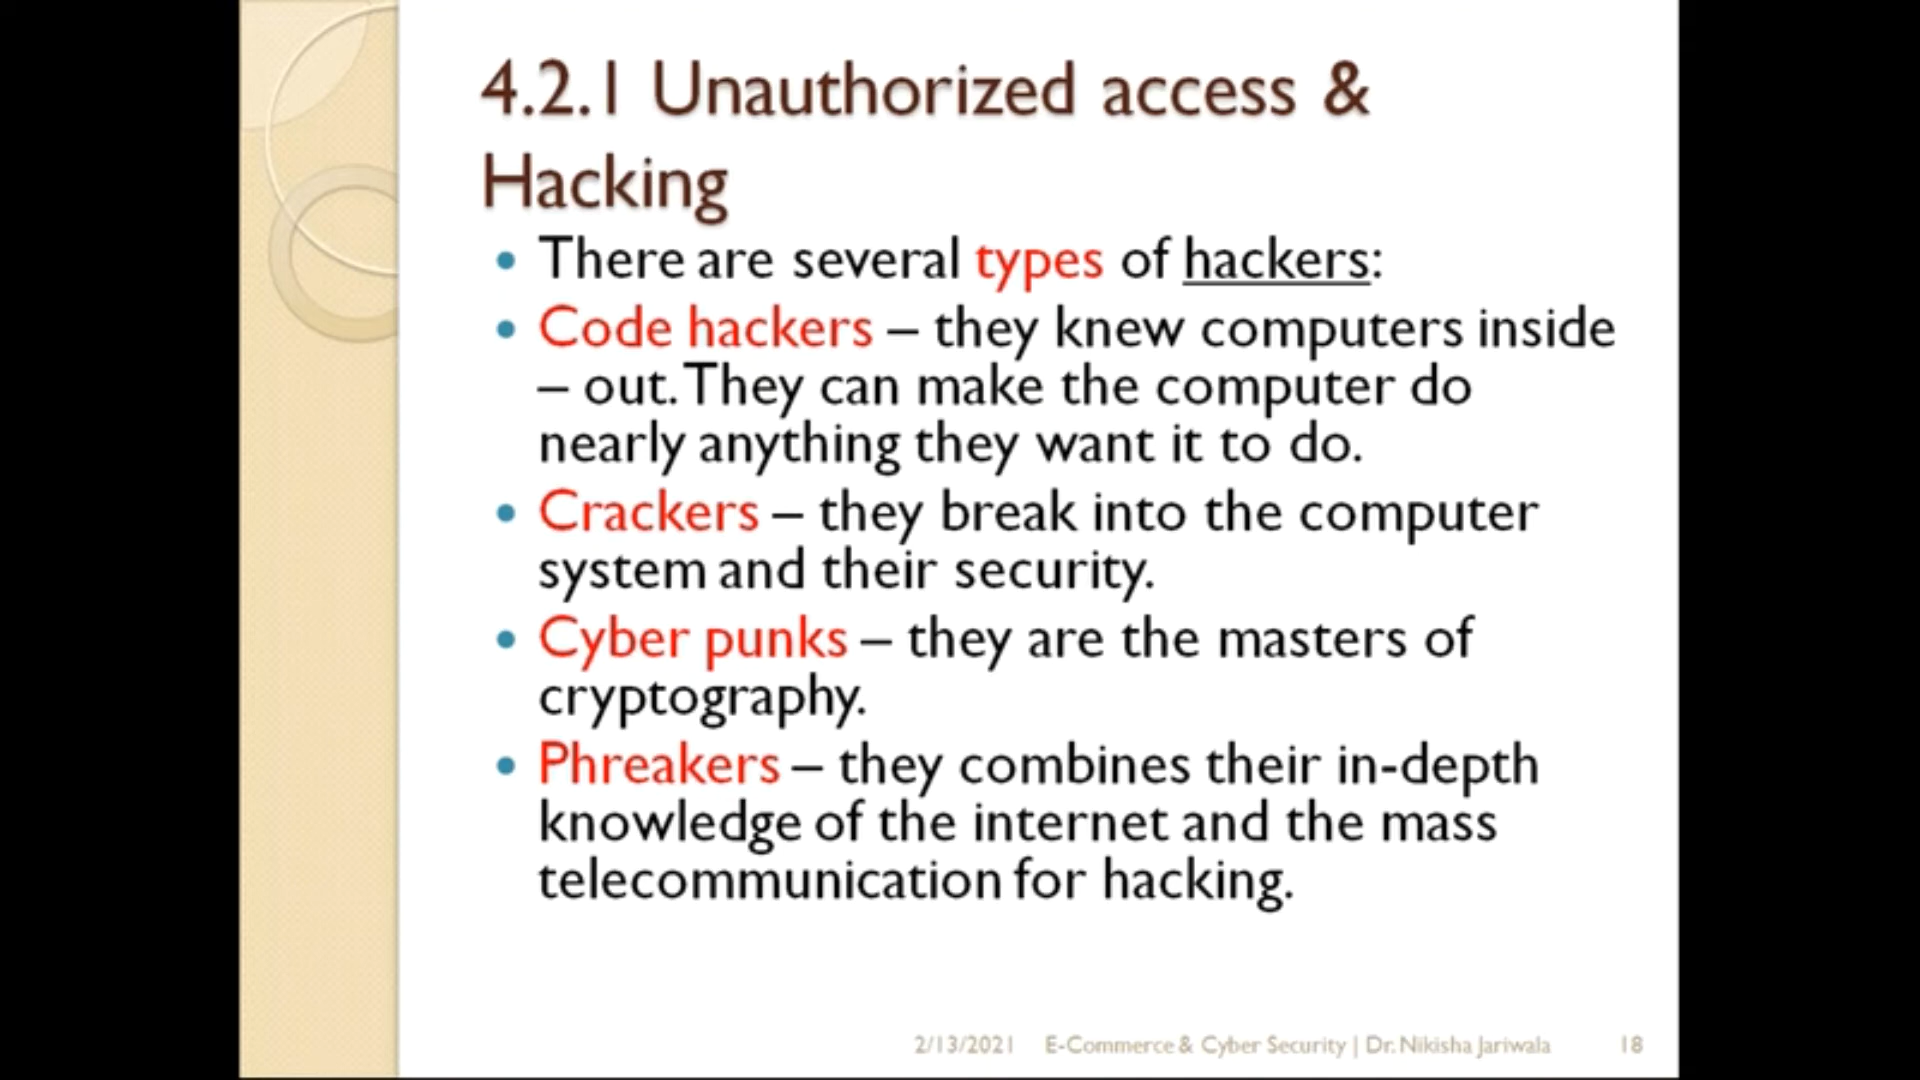 4.2.1 Unauthorized access &
Hacking
• There are several types of hackers:
• Code hackers – they knew computers inside
– out. They can make the computer do
nearly anything they want it to do.
• Crackers – they break into the computer
system and their security.
• Cyber punks – they are the masters of
cryptography.
• Phreakers – they combines their in-depth
knowledge of the internet and the mass
telecommunication for hacking.
2/13/2021 E-Commerce & Cyber Security | Dr. Nikisha Jariwala 18